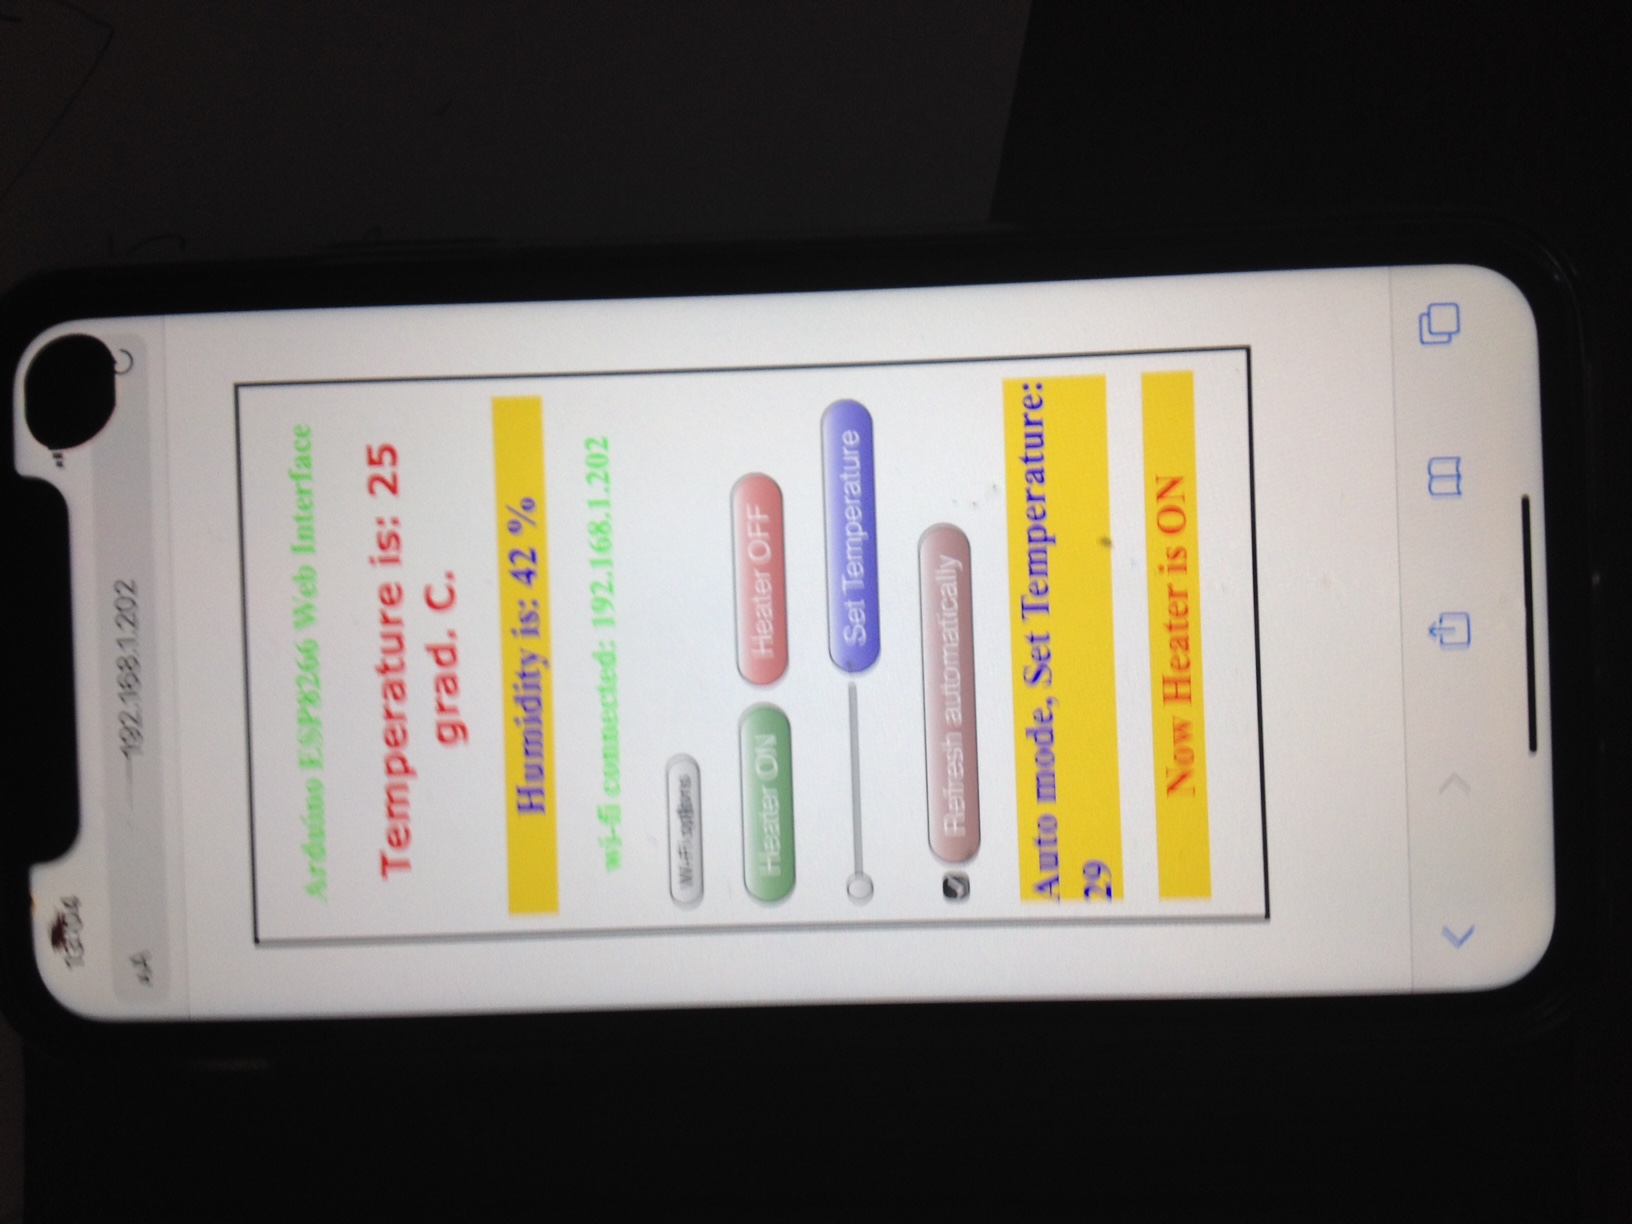 13:04
AA
192.168.1.202
Arduino ESP8266 Web Interface
Temperature is: 25
grad. C.
Humidity is: 42 %
wi-fi connected: 192.168.1.202
Wi-Fi options
Heater ON Heater OFF
Set Temperature
Refresh automatically
Auto mode, Set Temperature:
29
Now Heater is ON